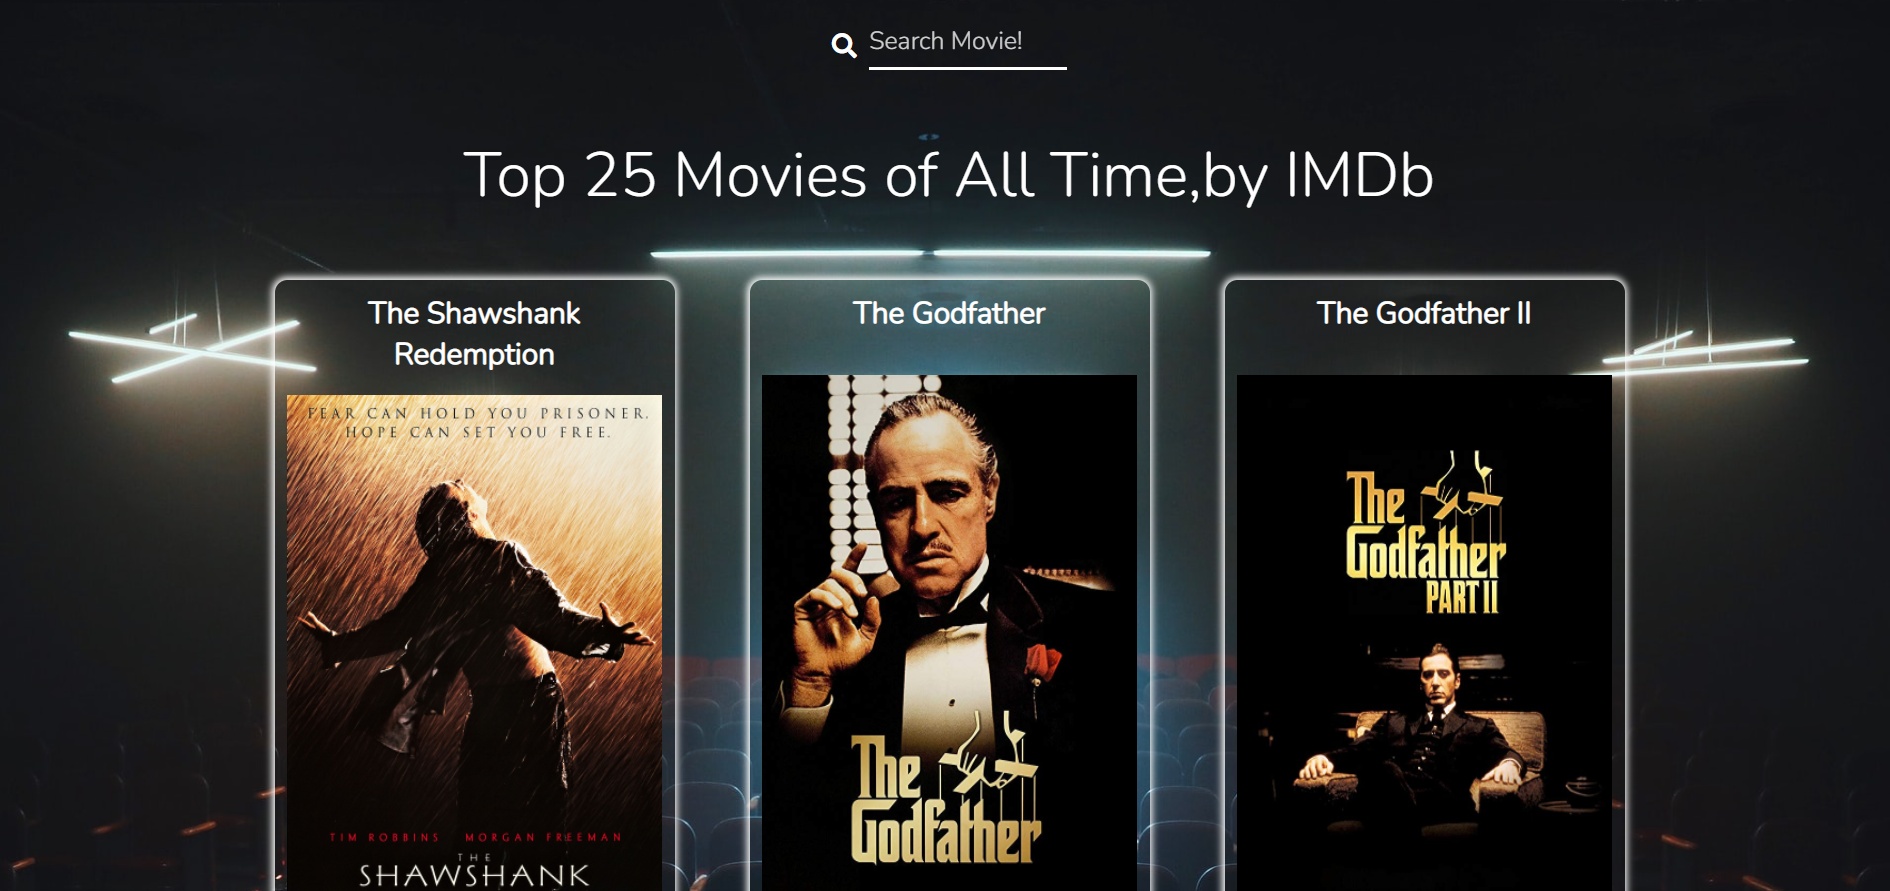 Search Movie!
Top 25 Movies of All Time,by IMDb
The Shawshank
Redemption
FEAR CAN HOLD YOU PRISONER.
HOPE CAN SET YOU FREE.
TIM ROBBINS MORGAN FREEMAN
THE
SHAWSHANK
The Godfather
The
Godfather
The Godfather II
The
Godfather
PART II